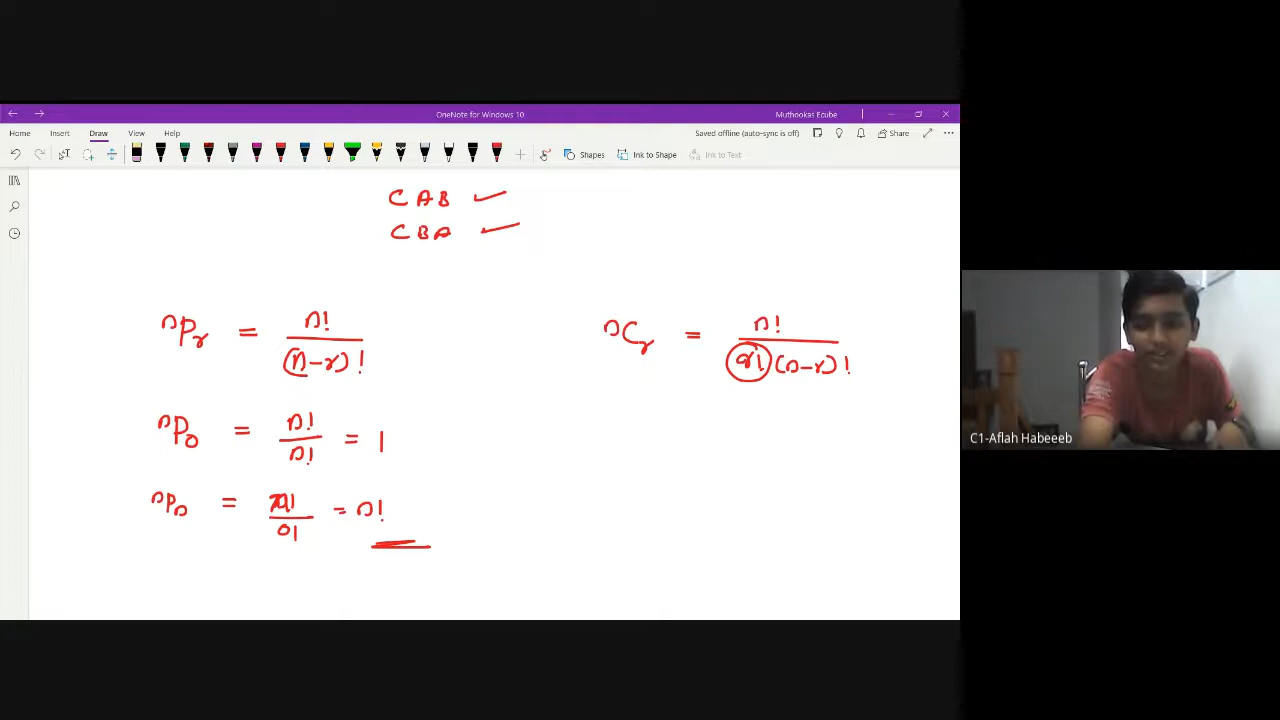 OneNote for Windows 10
Muthookas Ecube
Home Insert Draw View Help
Saved offline (auto-sync is off)
Share
Shapes Ink to Shape Ink to Text
CAB ✓
CBA ✓
ⁿPᵣ = n!/(n-r)!
ⁿCᵣ = n!/r!(n-r)!
ⁿP₀ = n!/n! = 1
ⁿPₙ = n!/0! = n!
C1-Aflah Habeeeb